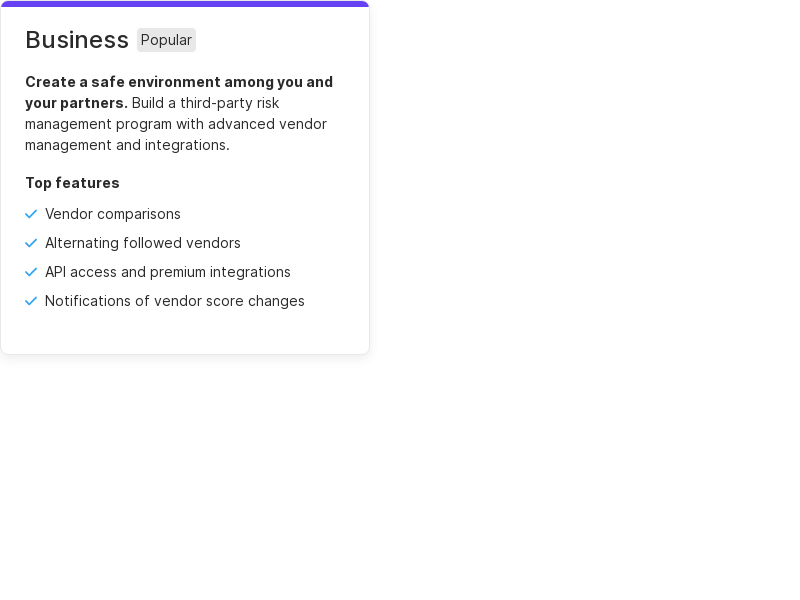 Business Popular
Create a safe environment among you and
your partners. Build a third-party risk
management program with advanced vendor
management and integrations.
Top features
Vendor comparisons
Alternating followed vendors
API access and premium integrations
Notifications of vendor score changes